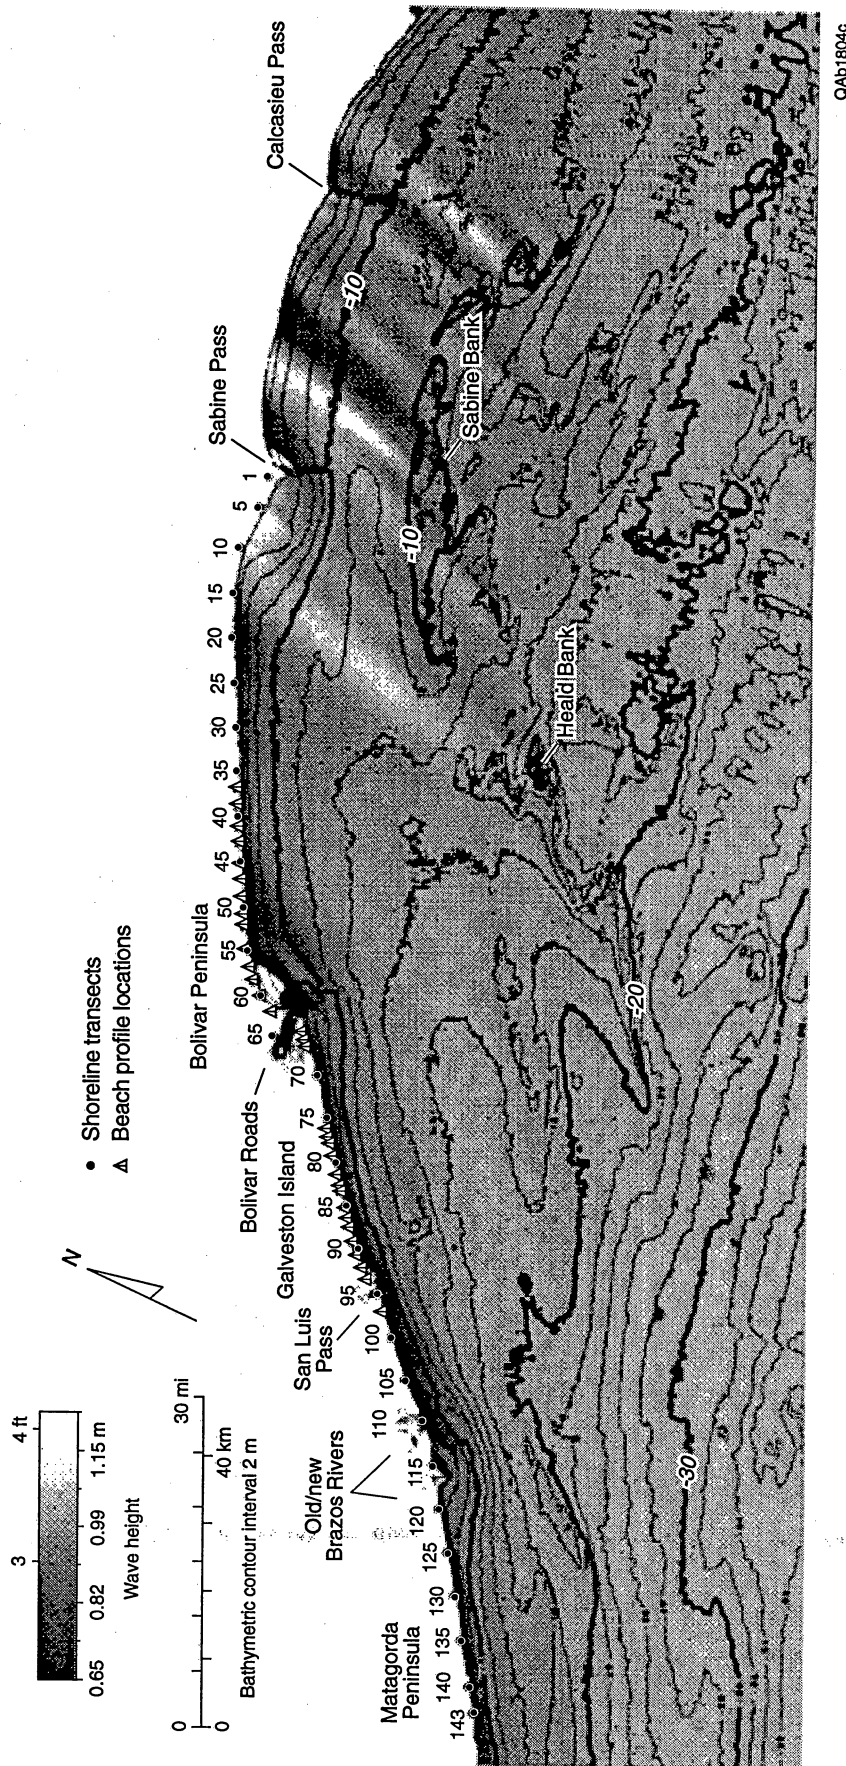 4 ft
3
1.15 m
0.99
0.82
0.65
Wave height
30 mi
0
40 km
0
Bathymetric contour interval 2 m
N
Shoreline transects
Beach profile locations
Calcasieu Pass
Sabine Pass
Bolivar Peninsula
Bolivar Roads
Galveston Island
San Luis
Pass
Old/new
Brazos Rivers
Matagorda
Peninsula
1
5
10
15
20
25
30
35
40
45
50
55
60
65
70
75
80
85
90
95
100
105
110
115
120
125
130
135
140
143
-10
-10
Sabine Bank
Heald Bank
-20
-30
QAb1804c